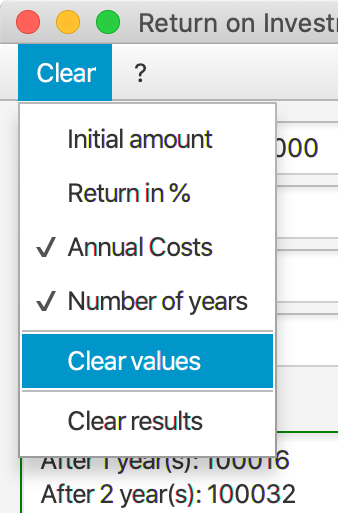 Return on Investm
Clear ?
Initial amount
000
Return in %
✓ Annual Costs
✓ Number of years
Clear values
Clear results
After 1 year(s): 100016
After 2 year(s): 100032